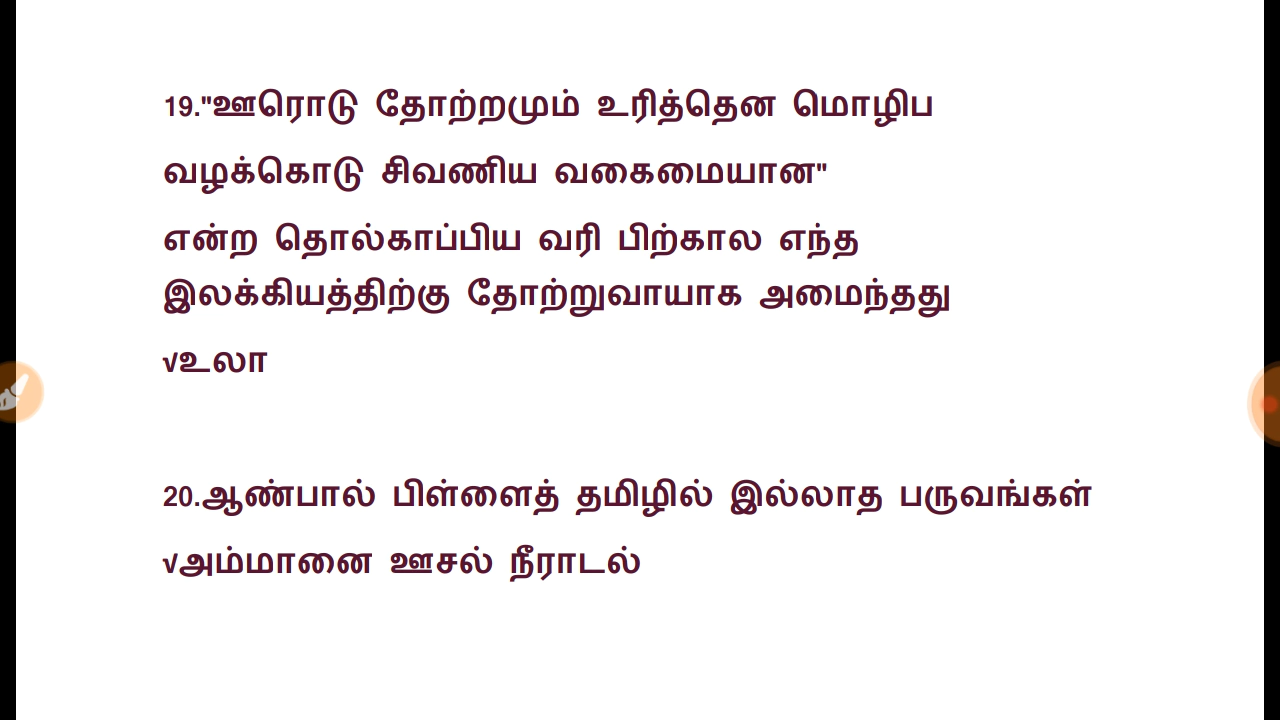 19."ஊரொடு தோற்றமும் உரித்தென மொழிப
வழக்கொடு சிவணிய வகைமையான"
என்ற தொல்காப்பிய வரி பிற்கால எந்த
இலக்கியத்திற்கு தோற்றுவாயாக அமைந்தது
√உலா
20.ஆண்பால் பிள்ளைத் தமிழில் இல்லாத பருவங்கள்
√அம்மானை ஊசல் நீராடல்